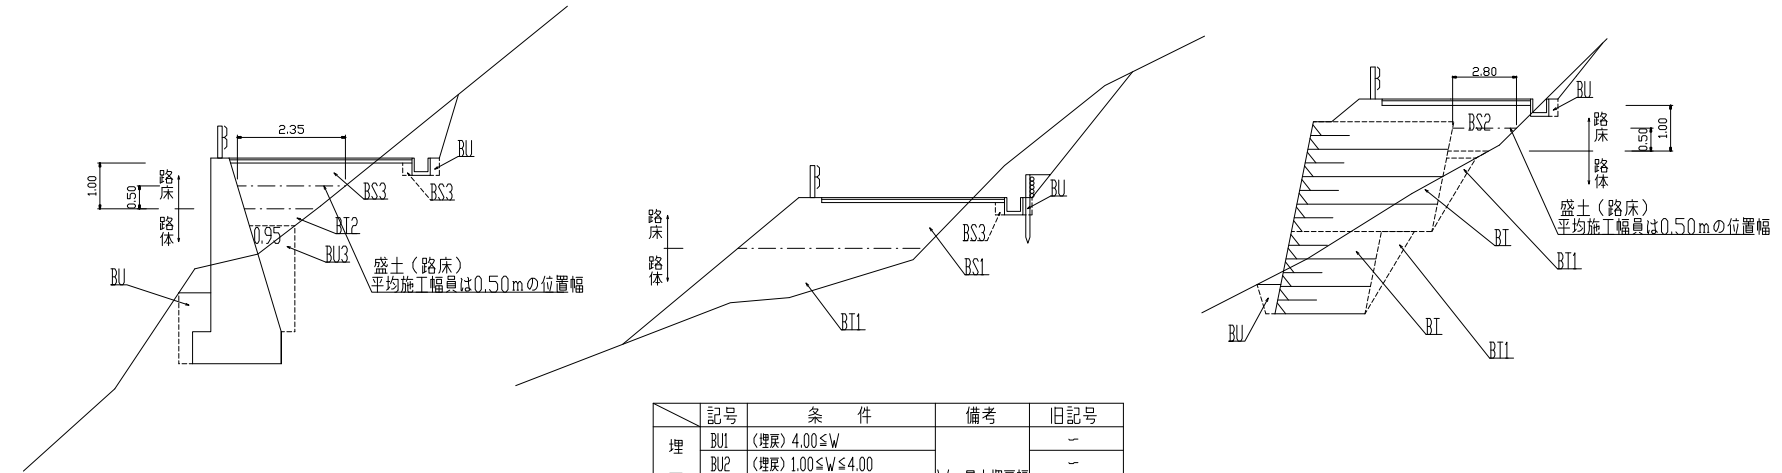 2.35
BU
1.00
0.50
路床
路体
BS3
BS3
BT2
0.95
BU3
BU
盛土（路床）
平均施工幅員は0.50mの位置幅
BU
路床
路体
BS3
BS1
BT1
2.80
BU
BS2
路床
路体
0.50
1.00
BT1
盛土（路床）
平均施工幅員は0.50mの位置幅
BT
BT1
BU
BT
BT1
記号 条件 備考 旧記号
埋 BU1 （埋戻）4.00≦W −
BU2 （埋戻）1.00≦W≦4.00 −